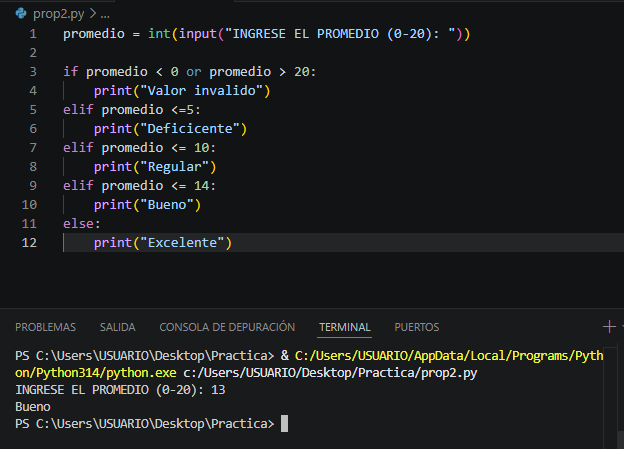 prop2.py > ...
1 promedio = int(input("INGRESE EL PROMEDIO (0-20): "))
2
3 if promedio < 0 or promedio > 20:
4     print("Valor invalido")
5 elif promedio <=5:
6     print("Deficicente")
7 elif promedio <= 10:
8     print("Regular")
9 elif promedio <= 14:
10     print("Bueno")
11 else:
12     print("Excelente")
PROBLEMAS SALIDA CONSOLA DE DEPURACIÓN TERMINAL PUERTOS
PS C:\Users\USUARIO\Desktop\Practica> & C:/Users/USUARIO/AppData/Local/Programs/Pyth
on/Python314/python.exe c:/Users/USUARIO/Desktop/Practica/prop2.py
INGRESE EL PROMEDIO (0-20): 13
Bueno
PS C:\Users\USUARIO\Desktop\Practica>